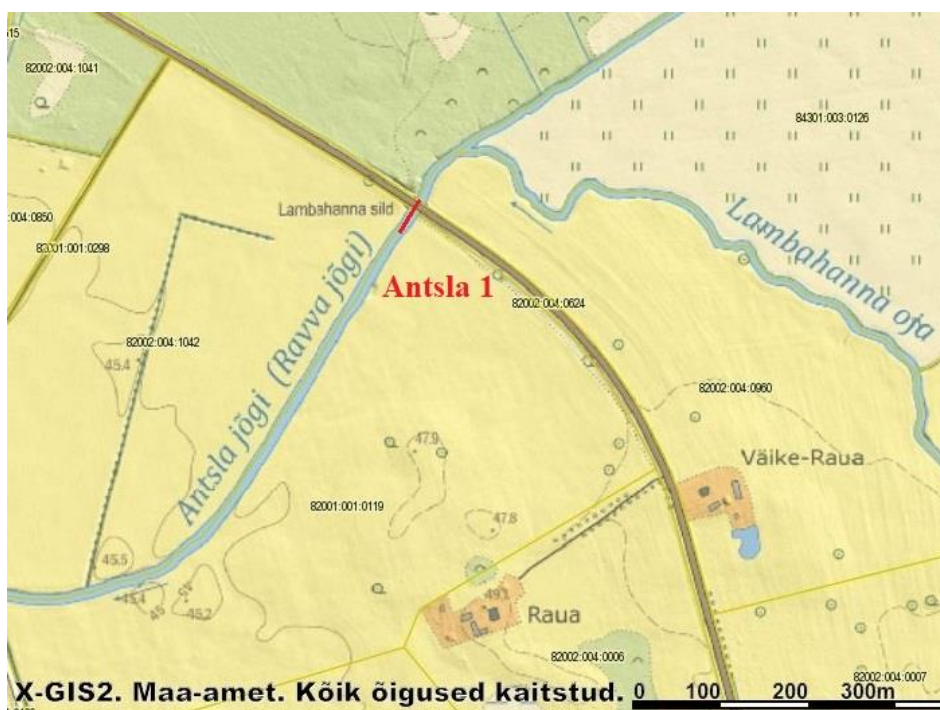 :15
82002:004:1041
84301:003:0126
Lambahanna sild
:004:0850
82001:001:0298
Antsla 1
Antsla jõgi (Ravva jõgi)
Lambahanna oja
82002:004:0624
82002:004:1042
45.4
82002:004:0960
47.9
Väike-Raua
82001:001:0119
47.8
45.5
45.4
45
45
45.2
49.1
Raua
82002:004:0006
82002:004:0007
X-GIS2. Maa-amet. Kõik õigused kaitstud. 0 100 200 300m